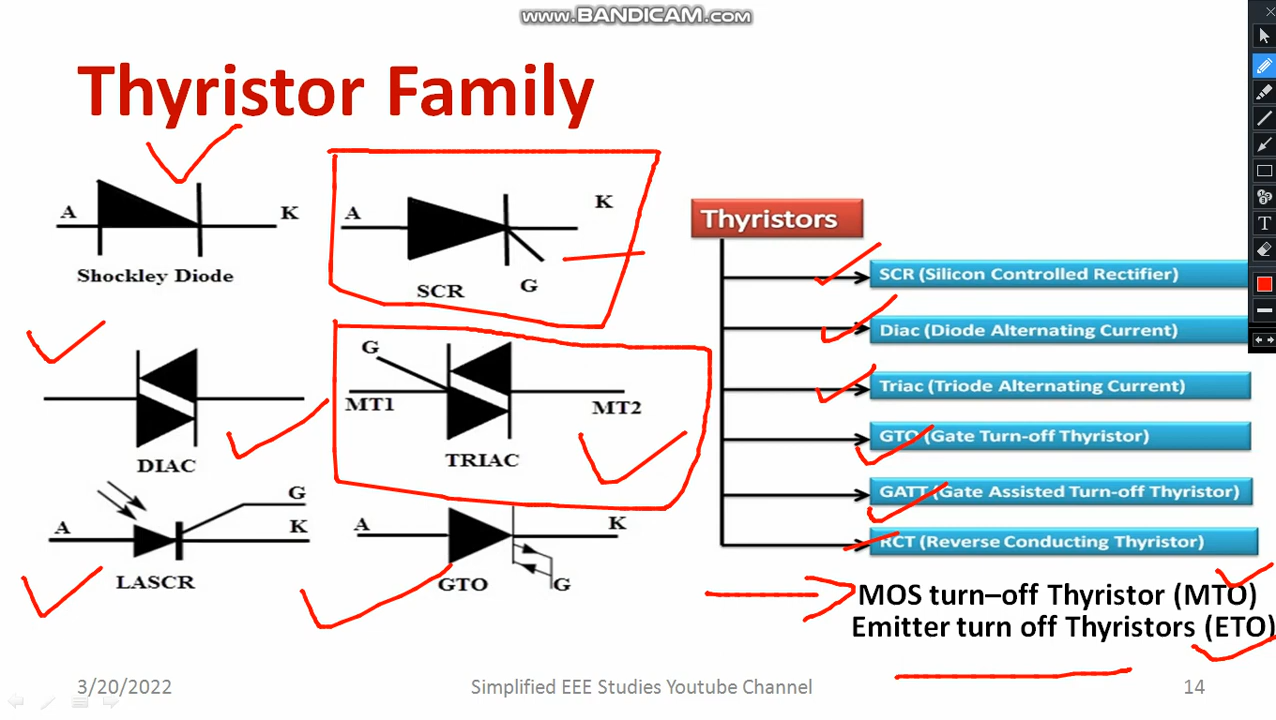 www.BANDICAM.com
Thyristor Family
A
K
Shockley Diode
A
K
G
SCR
DIAC
G
MT1
MT2
TRIAC
A
G
K
LASCR
A
K
G
GTO
Thyristors
SCR (Silicon Controlled Rectifier)
Diac (Diode Alternating Current)
Triac (Triode Alternating Current)
GTO (Gate Turn-off Thyristor)
GATT (Gate Assisted Turn-off Thyristor)
RCT (Reverse Conducting Thyristor)
MOS turn–off Thyristor (MTO)
Emitter turn off Thyristors (ETO)
3/20/2022
Simplified EEE Studies Youtube Channel
14